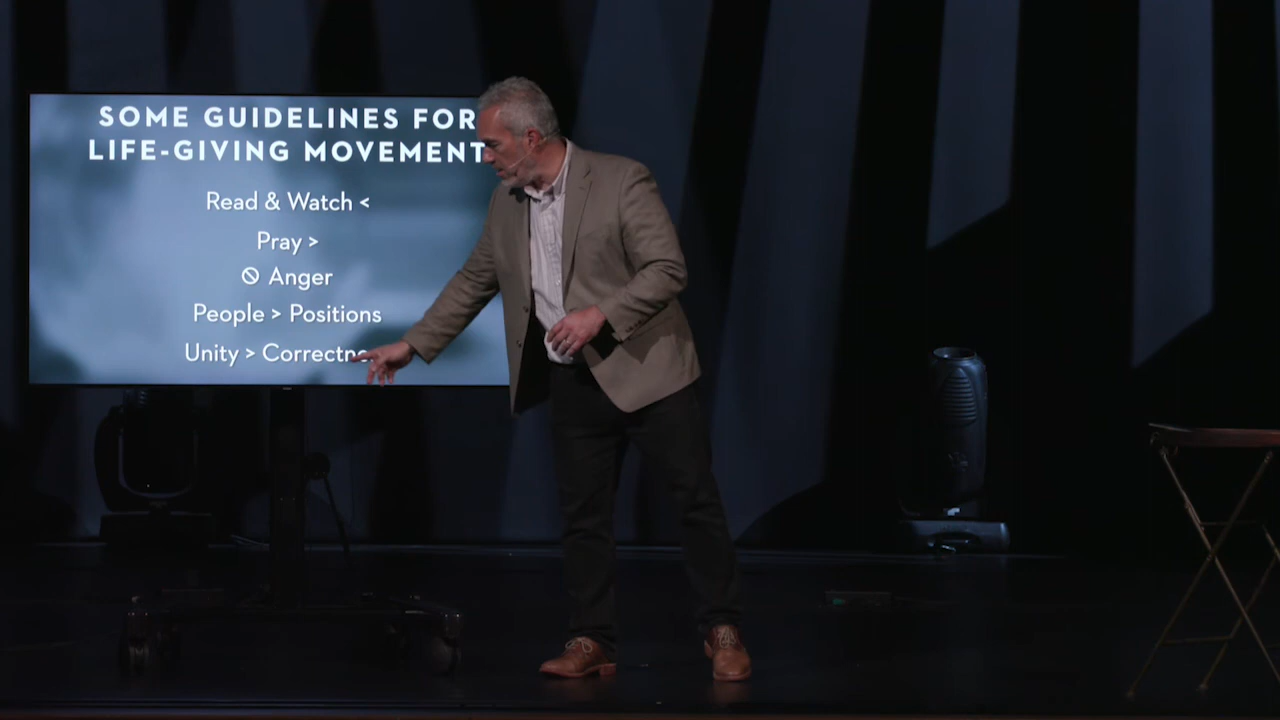 SOME GUIDELINES FOR
LIFE-GIVING MOVEMENT
Read & Watch <
Pray >
🛇 Anger
People > Positions
Unity >